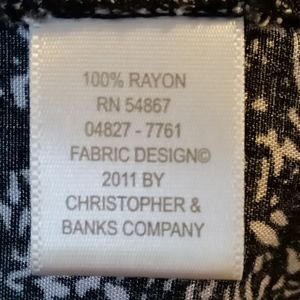 100% RAYON
RN 54867
04827 - 7761
FABRIC DESIGN©
2011 BY
CHRISTOPHER &
BANKS COMPANY